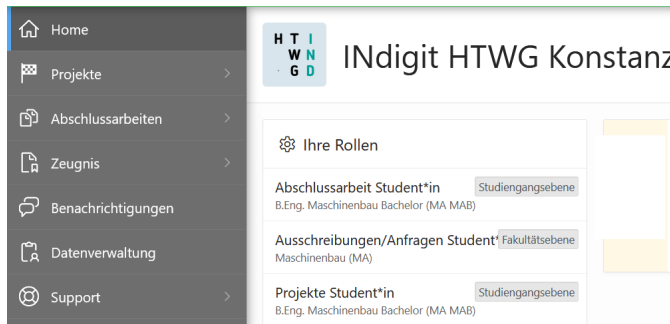 Home
Projekte
Abschlussarbeiten
Zeugnis
Benachrichtigungen
Datenverwaltung
Support
H T I
W N
G D
INdigit HTWG Konstanz
Ihre Rollen
Abschlussarbeit Student*in Studiengangsebene
B.Eng. Maschinenbau Bachelor (MA MAB)
Ausschreibungen/Anfragen Student* Fakultätsebene
Maschinenbau (MA)
Projekte Student*in Studiengangsebene
B.Eng. Maschinenbau Bachelor (MA MAB)